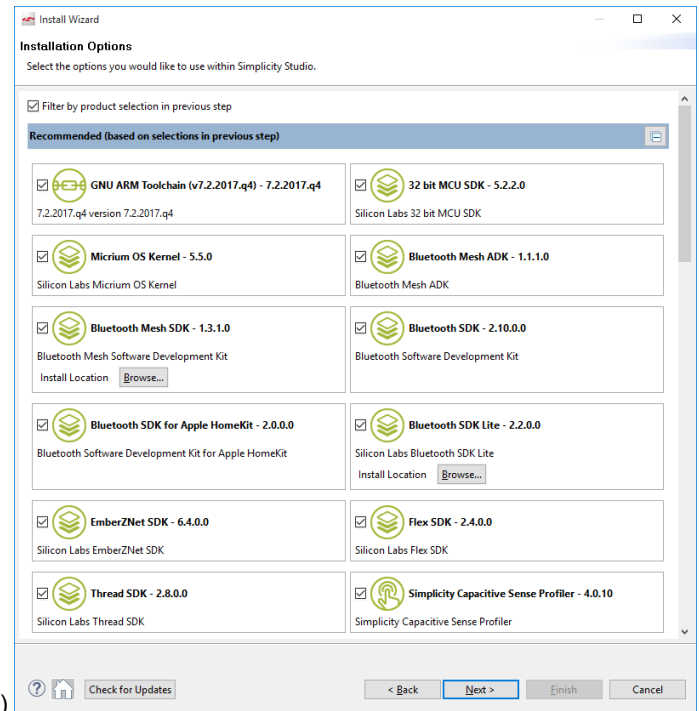 Install Wizard
Installation Options
Select the options you would like to use within Simplicity Studio.
Filter by product selection in previous step
Recommended (based on selections in previous step)
GNU ARM Toolchain (v7.2.2017.q4) - 7.2.2017.q4
7.2.2017.q4 version 7.2.2017.q4
32 bit MCU SDK - 5.2.2.0
Silicon Labs 32 bit MCU SDK
Micrium OS Kernel - 5.5.0
Silicon Labs Micrium OS Kernel
Bluetooth Mesh ADK - 1.1.1.0
Bluetooth Mesh ADK
Bluetooth Mesh SDK - 1.3.1.0
Bluetooth Mesh Software Development Kit
Install Location Browse...
Bluetooth SDK - 2.10.0.0
Bluetooth Software Development Kit
Bluetooth SDK for Apple HomeKit - 2.0.0.0
Bluetooth Software Development Kit for Apple HomeKit
Bluetooth SDK Lite - 2.2.0.0
Silicon Labs Bluetooth SDK Lite
Install Location Browse...
EmberZNet SDK - 6.4.0.0
Silicon Labs EmberZNet SDK
Flex SDK - 2.4.0.0
Silicon Labs Flex SDK
Thread SDK - 2.8.0.0
Silicon Labs Thread SDK
Simplicity Capacitive Sense Profiler - 4.0.10
Simplicity Capacitive Sense Profiler
) ? Check for Updates < Back Next > Finish Cancel